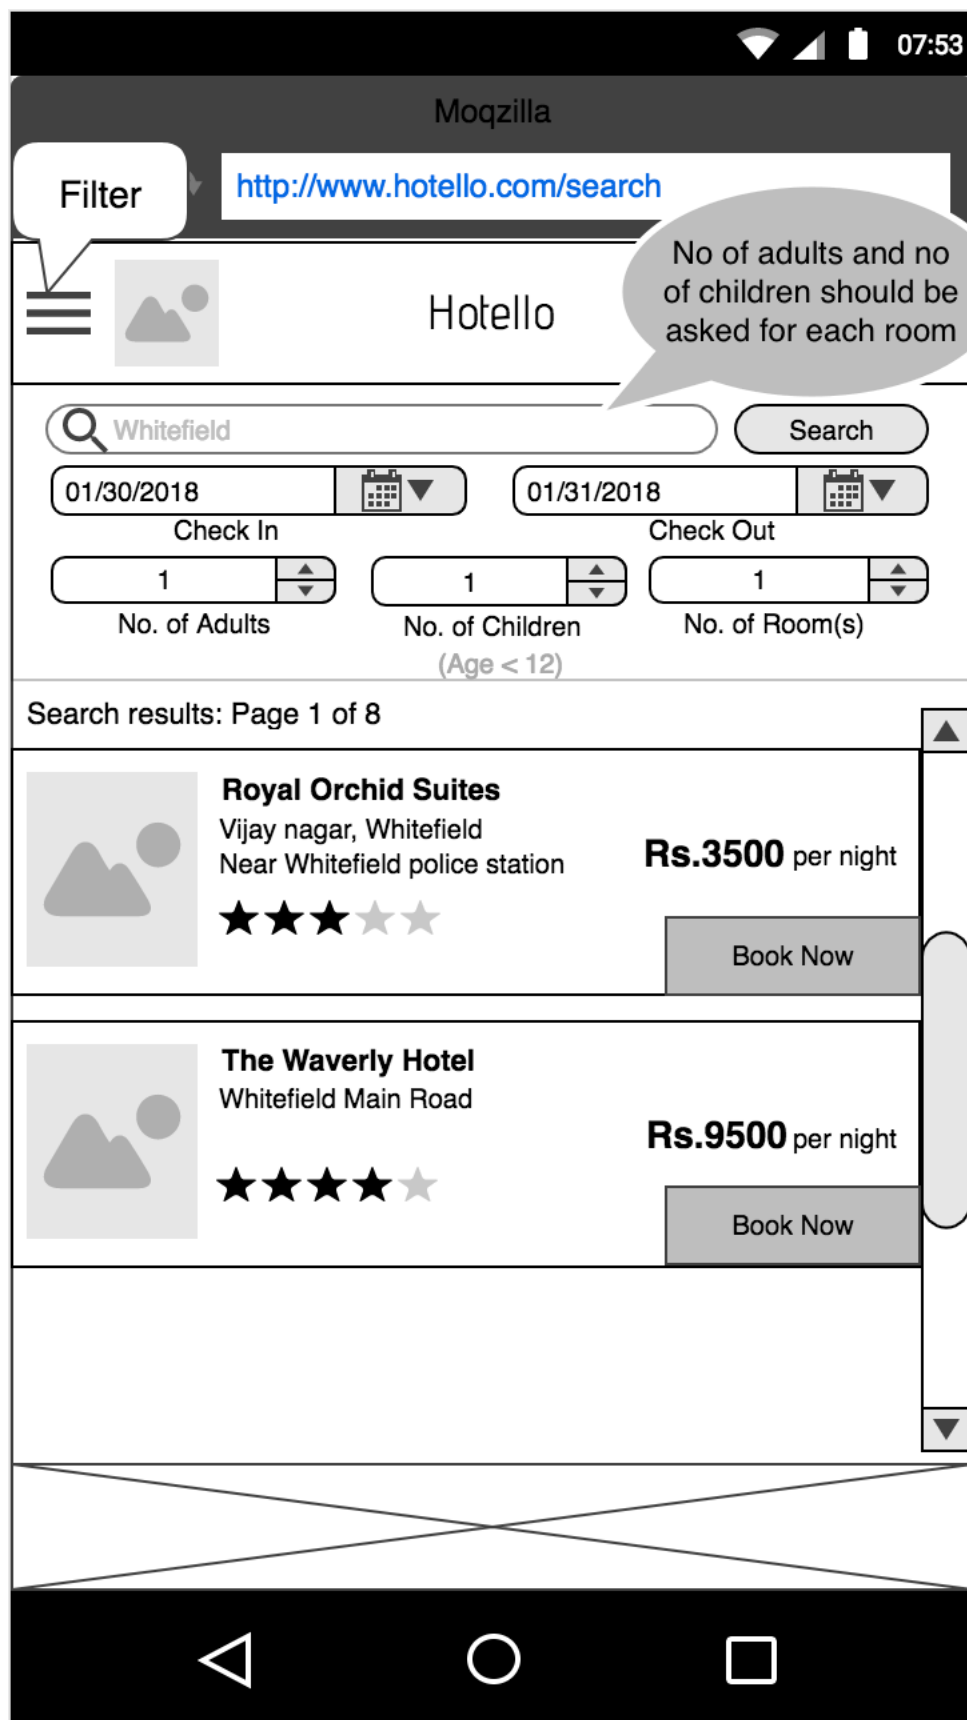 07:53
Moqzilla
Filter
http://www.hotello.com/search
No of adults and no
of children should be
asked for each room
Hotello
Whitefield
Search
01/30/2018
01/31/2018
Check In
Check Out
1
1
1
No. of Adults
No. of Children
No. of Room(s)
(Age < 12)
Search results: Page 1 of 8
Royal Orchid Suites
Vijay nagar, Whitefield
Near Whitefield police station
Rs.3500 per night
Book Now
The Waverly Hotel
Whitefield Main Road
Rs.9500 per night
Book Now